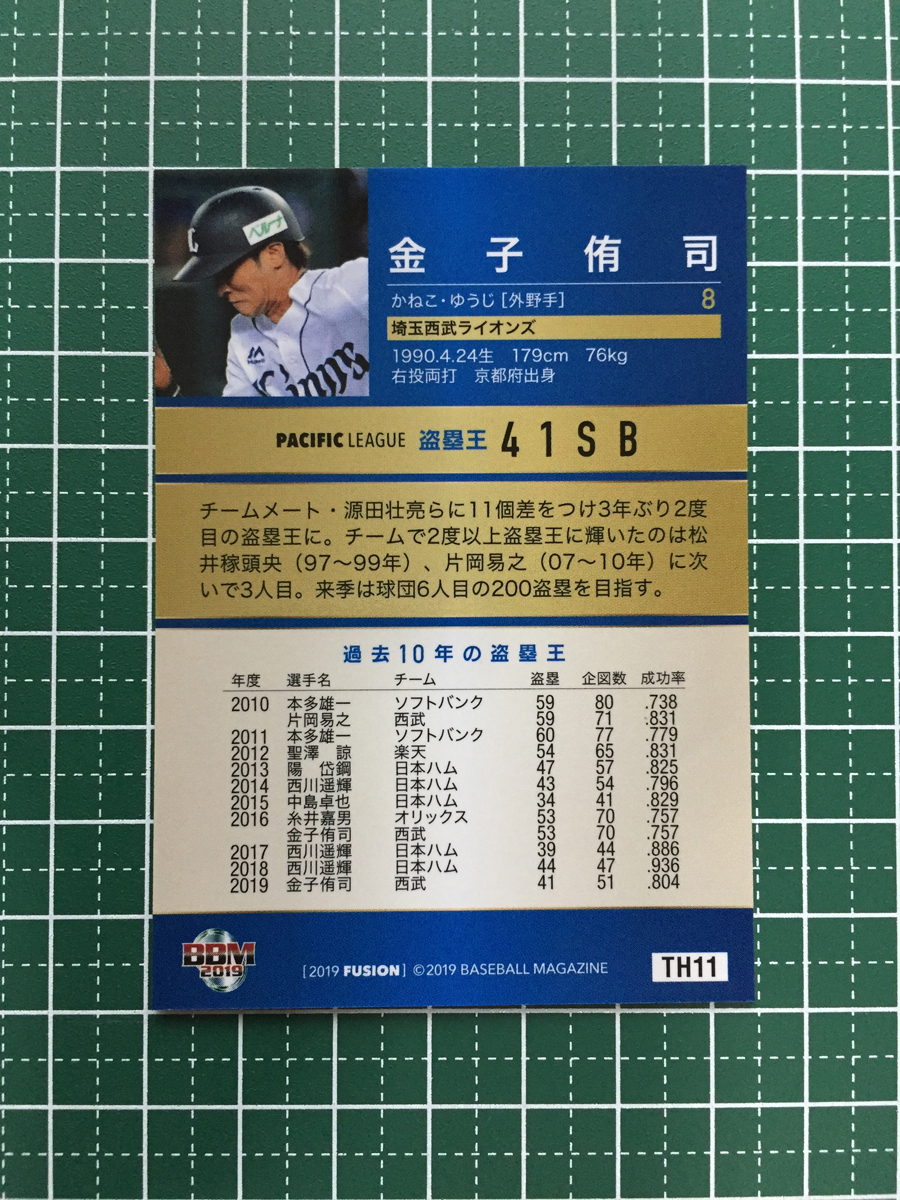 ベルーナ
金子侑司
かねこ・ゆうじ[外野手] 8
埼玉西武ライオンズ
1990.4.24生 179cm 76kg
右投両打 京都府出身
PACIFIC LEAGUE 盗塁王 41SB
チームメート・源田壮亮らに11個差をつけ3年ぶり2度
目の盗塁王に。チームで2度以上盗塁王に輝いたのは松
井稼頭央（97〜99年）、片岡易之（07〜10年）に次
いで3人目。来季は球団6人目の200盗塁を目指す。
過去10年の盗塁王
年度 選手名 チーム 盗塁 企図数 成功率
2010 本多雄一 ソフトバンク 59 80 .738
片岡易之 西武 59 71 .831
2011 本多雄一 ソフトバンク 60 77 .779
2012 聖澤 諒 楽天 54 65 .831
2013 陽 岱鋼 日本ハム 47 57 .825
2014 西川遥輝 日本ハム 43 54 .796
2015 中島卓也 日本ハム 34 41 .829
2016 糸井嘉男 オリックス 53 70 .757
金子侑司 西武 53 70 .757
2017 西川遥輝 日本ハム 39 44 .886
2018 西川遥輝 日本ハム 44 47 .936
2019 金子侑司 西武 41 51 .804
BBM
2019
[2019 FUSION] ©2019 BASEBALL MAGAZINE
TH11